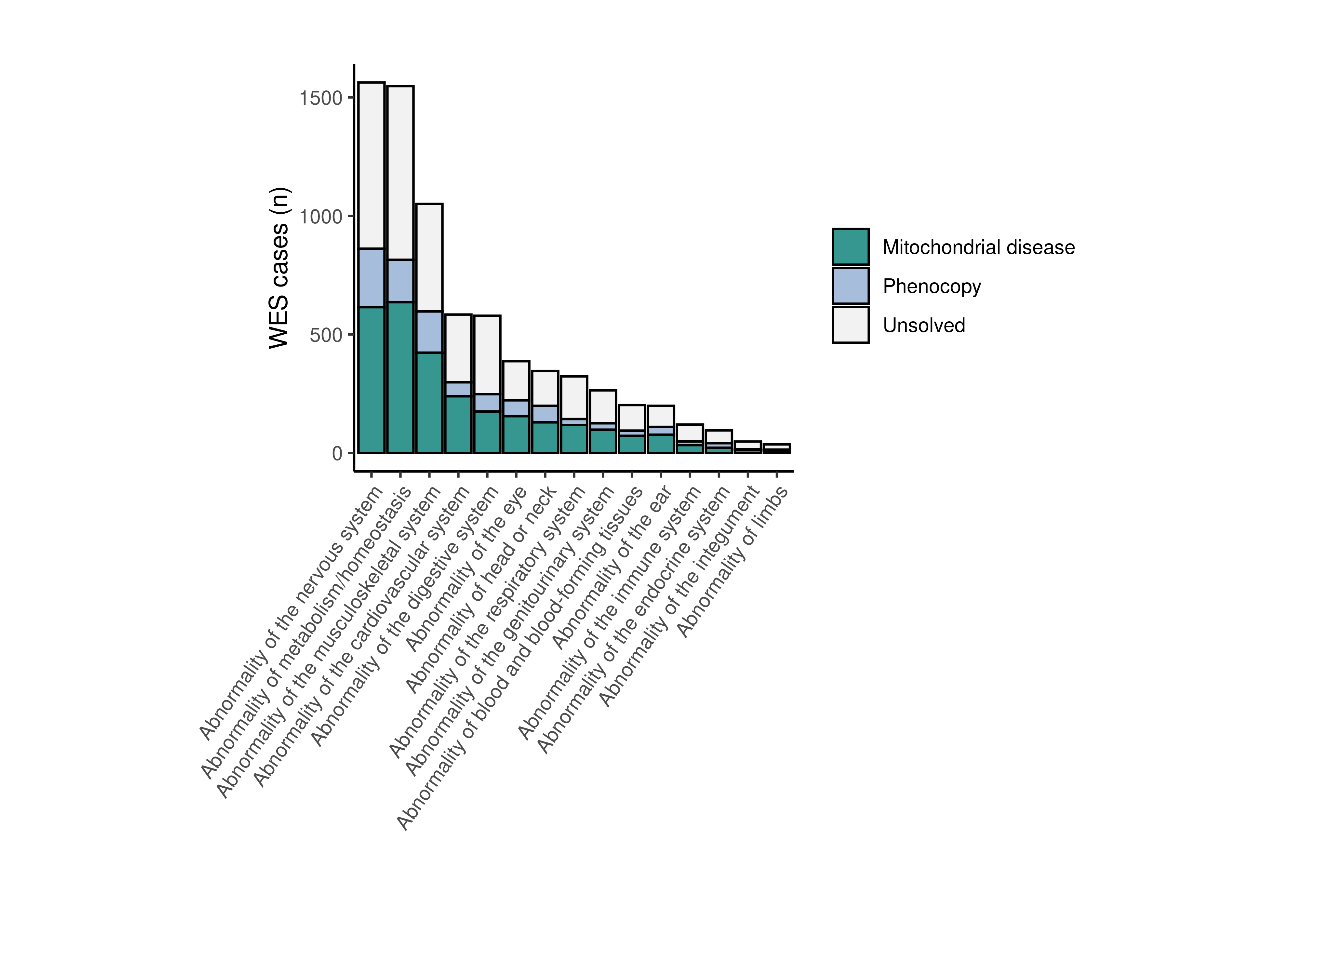 WES cases (n)
1500
1000
500
0
Mitochondrial disease
Phenocopy
Unsolved
Abnormality of the nervous system
Abnormality of metabolism/homeostasis
Abnormality of the musculoskeletal system
Abnormality of the cardiovascular system
Abnormality of the digestive system
Abnormality of the eye
Abnormality of head or neck
Abnormality of the respiratory system
Abnormality of the genitourinary system
Abnormality of blood and blood-forming tissues
Abnormality of the ear
Abnormality of the immune system
Abnormality of the endocrine system
Abnormality of the integument
Abnormality of limbs